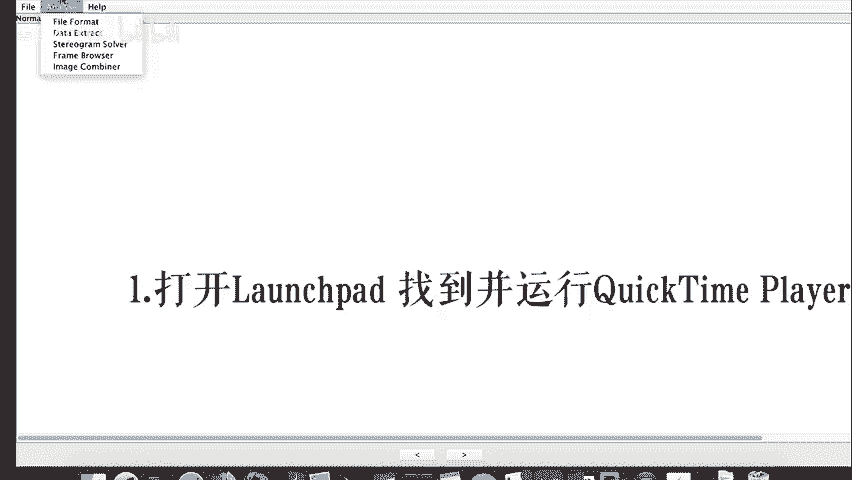 File
Help
Norma
File Format
Data Extract
Stereogram Solver
Frame Browser
Image Combiner
1.打开Launchpad 找到并运行QuickTime Player
< >